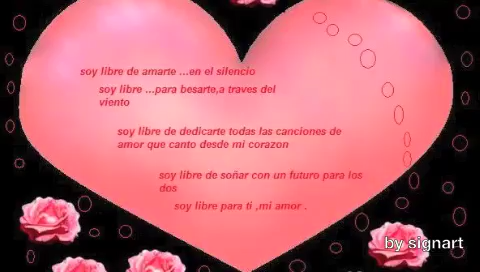 soy libre de amarte ...en el silencio
soy libre ...para besarte,a traves del
viento
soy libre de dedicarte todas las canciones de
amor que canto desde mi corazon
soy libre de soñar con un futuro para los
dos
soy libre para ti ,mi amor .
by signart